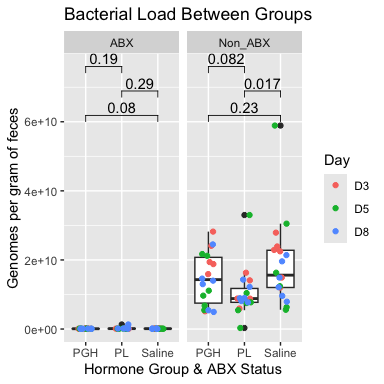 Bacterial Load Between Groups
ABX
Non_ABX
0.19
0.29
0.08
0.082
0.017
0.23
Genomes per gram of feces
6e+10
4e+10
2e+10
0e+00
PGH PL Saline
PGH PL Saline
Hormone Group & ABX Status
Day
D3
D5
D8